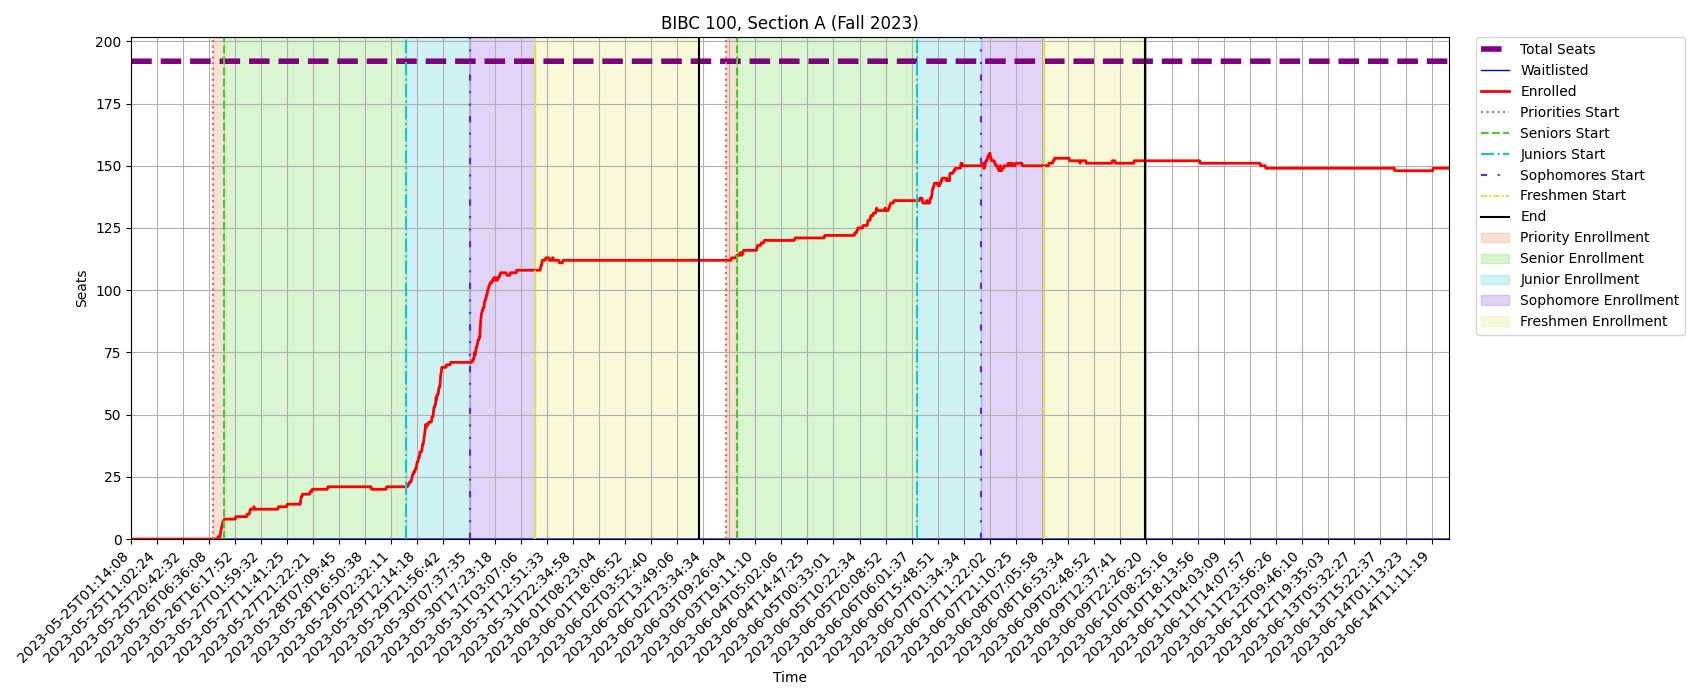 BIBC 100, Section A (Fall 2023)
Seats
200
175
150
125
100
75
50
25
0
2023-05-25T01:14:08
2023-05-25T11:02:24
2023-05-25T20:42:32
2023-05-26T06:36:08
2023-05-26T16:17:52
2023-05-27T01:59:32
2023-05-27T11:41:25
2023-05-27T21:22:21
2023-05-28T07:09:45
2023-05-28T16:50:38
2023-05-29T02:32:11
2023-05-29T12:14:18
2023-05-29T21:56:42
2023-05-30T07:37:35
2023-05-30T17:23:18
2023-05-31T03:07:06
2023-05-31T12:51:33
2023-05-31T22:34:58
2023-06-01T08:23:04
2023-06-01T18:06:52
2023-06-02T03:52:40
2023-06-02T13:49:06
2023-06-02T23:34:34
2023-06-03T09:26:04
2023-06-03T19:11:10
2023-06-04T05:02:06
2023-06-04T14:47:25
2023-06-05T00:33:01
2023-06-05T10:22:34
2023-06-05T20:08:52
2023-06-06T06:01:37
2023-06-06T15:48:51
2023-06-07T01:34:34
2023-06-07T11:22:02
2023-06-07T21:10:25
2023-06-08T07:05:58
2023-06-08T16:53:34
2023-06-09T02:48:52
2023-06-09T12:37:41
2023-06-09T22:26:20
2023-06-10T08:25:16
2023-06-10T18:13:56
2023-06-11T04:03:09
2023-06-11T14:07:57
2023-06-11T23:56:26
2023-06-12T09:46:10
2023-06-12T19:35:03
2023-06-13T05:32:27
2023-06-13T15:22:37
2023-06-14T01:13:23
2023-06-14T11:11:19
Time
Total Seats
Waitlisted
Enrolled
Priorities Start
Seniors Start
Juniors Start
Sophomores Start
Freshmen Start
End
Priority Enrollment
Senior Enrollment
Junior Enrollment
Sophomore Enrollment
Freshmen Enrollment